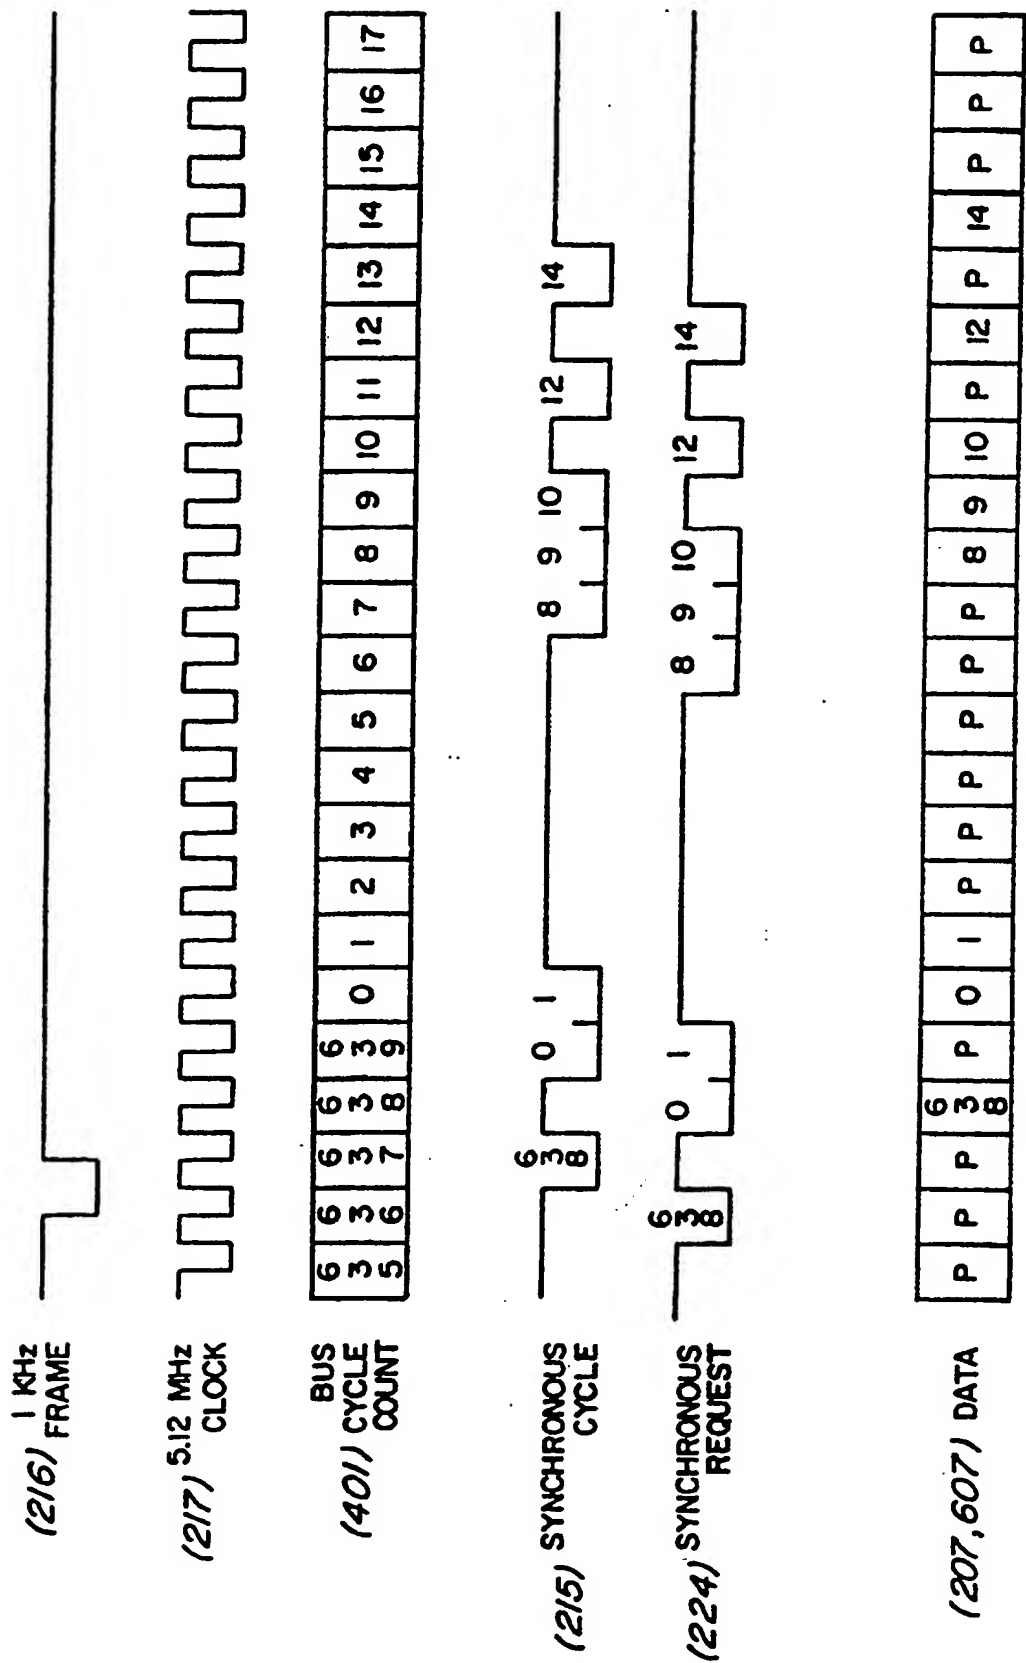 (216) 1 KHz
FRAME
(217) 5.12 MHz
CLOCK
(401) BUS
CYCLE
COUNT
635 636 637 638 639 0 1 2 3 4 5 6 7 8 9 10 11 12 13 14 15 16 17
(215) SYNCHRONOUS
CYCLE
638 0 1 8 9 10 12 14
(224) SYNCHRONOUS
REQUEST
638 0 1 8 9 10 12 14
(207,607) DATA
P P P 638 P 0 1 P P P P P P 8 9 10 P 12 P 14 P P P